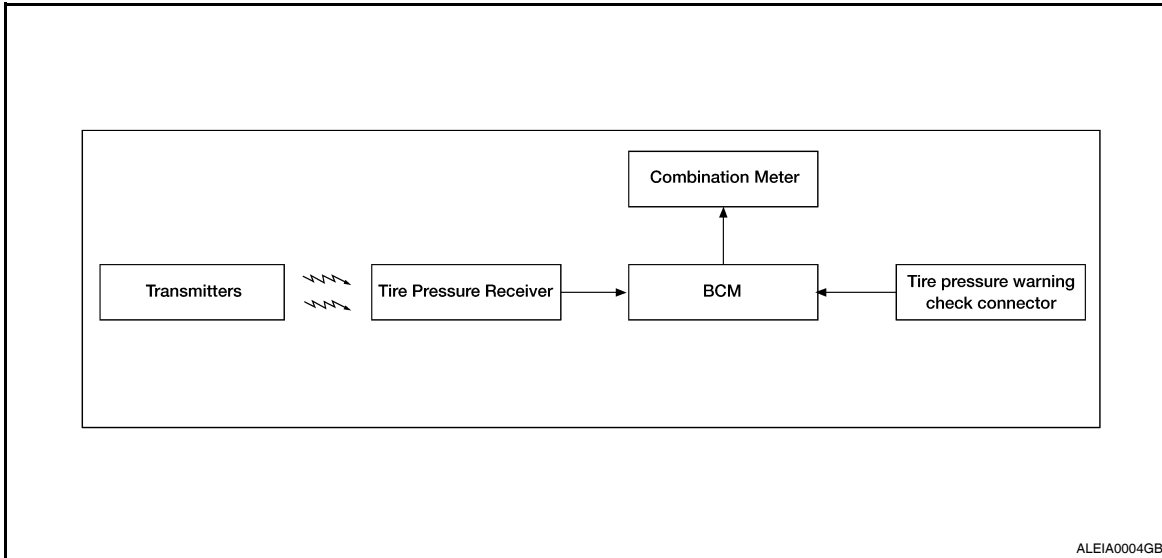 Combination Meter
Transmitters
Tire Pressure Receiver
BCM
Tire pressure warning
check connector
ALEIA0004GB